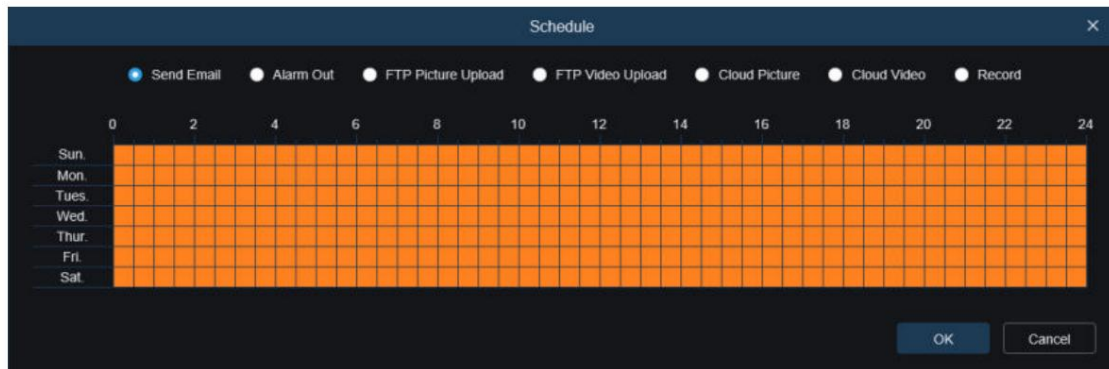 Schedule
Send Email Alarm Out FTP Picture Upload FTP Video Upload Cloud Picture Cloud Video Record
0 2 4 6 8 10 12 14 16 18 20 22 24
Sun.
Mon.
Tues.
Wed.
Thur.
Fri.
Sat.
OK Cancel